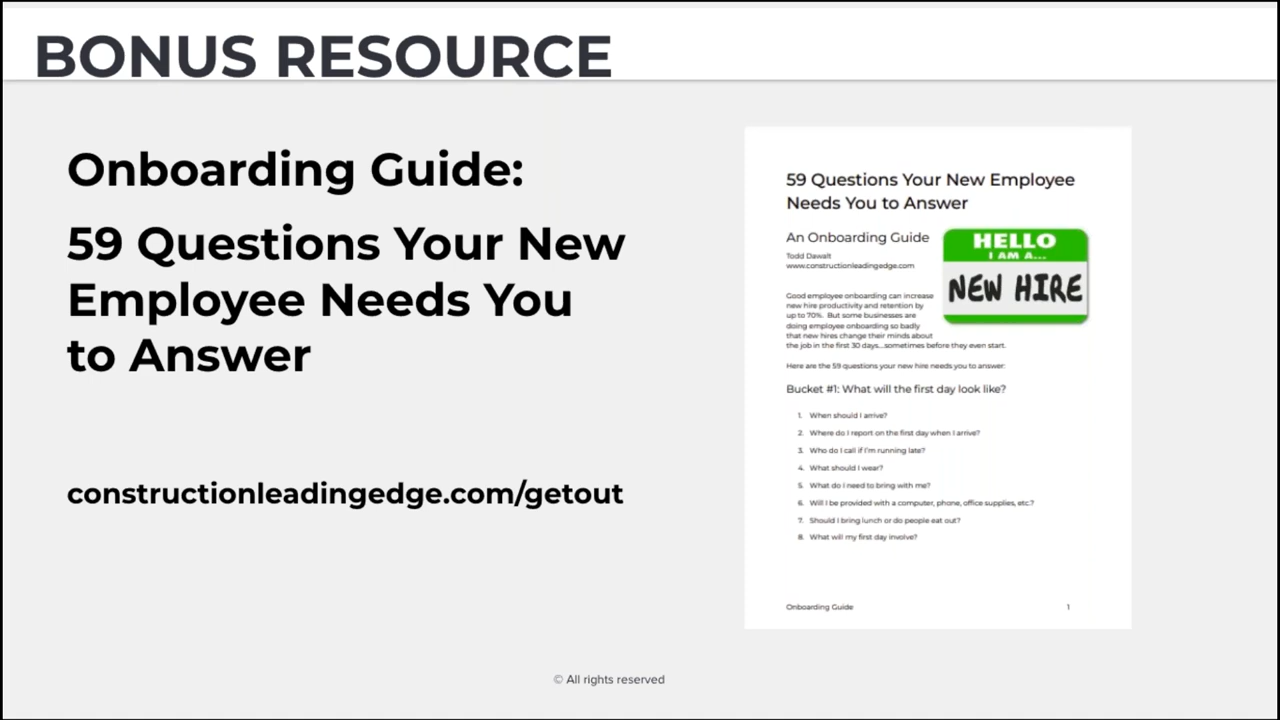 BONUS RESOURCE
Onboarding Guide:
59 Questions Your New
Employee Needs You
to Answer
constructionleadingedge.com/getout
59 Questions Your New Employee
Needs You to Answer
An Onboarding Guide
Todd Dawalt
www.constructionleadingedge.com
HELLO
I AM A...
NEW HIRE
Good employee onboarding can increase
new hire productivity and retention by
up to 70%. But some businesses are
doing employee onboarding so badly
that new hires change their minds about
the job in the first 30 days...sometimes before they even start.
Here are the 59 questions your new hire needs you to answer:
Bucket #1: What will the first day look like?
1. When should I arrive?
2. Where do I report on the first day when I arrive?
3. Who do I call if I'm running late?
4. What should I wear?
5. What do I need to bring with me?
6. Will I be provided with a computer, phone, office supplies, etc.?
7. Should I bring lunch or do people eat out?
8. What will my first day involve?
Onboarding Guide 1
© All rights reserved